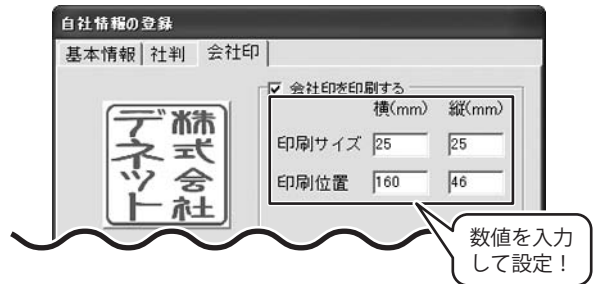 自社情報の登録
基本情報 社判 会社印
会社印を印刷する
横(mm) 縦(mm)
印刷サイズ 25 25
印刷位置 160 46
株式会社
デネット
数値を入力
して設定！